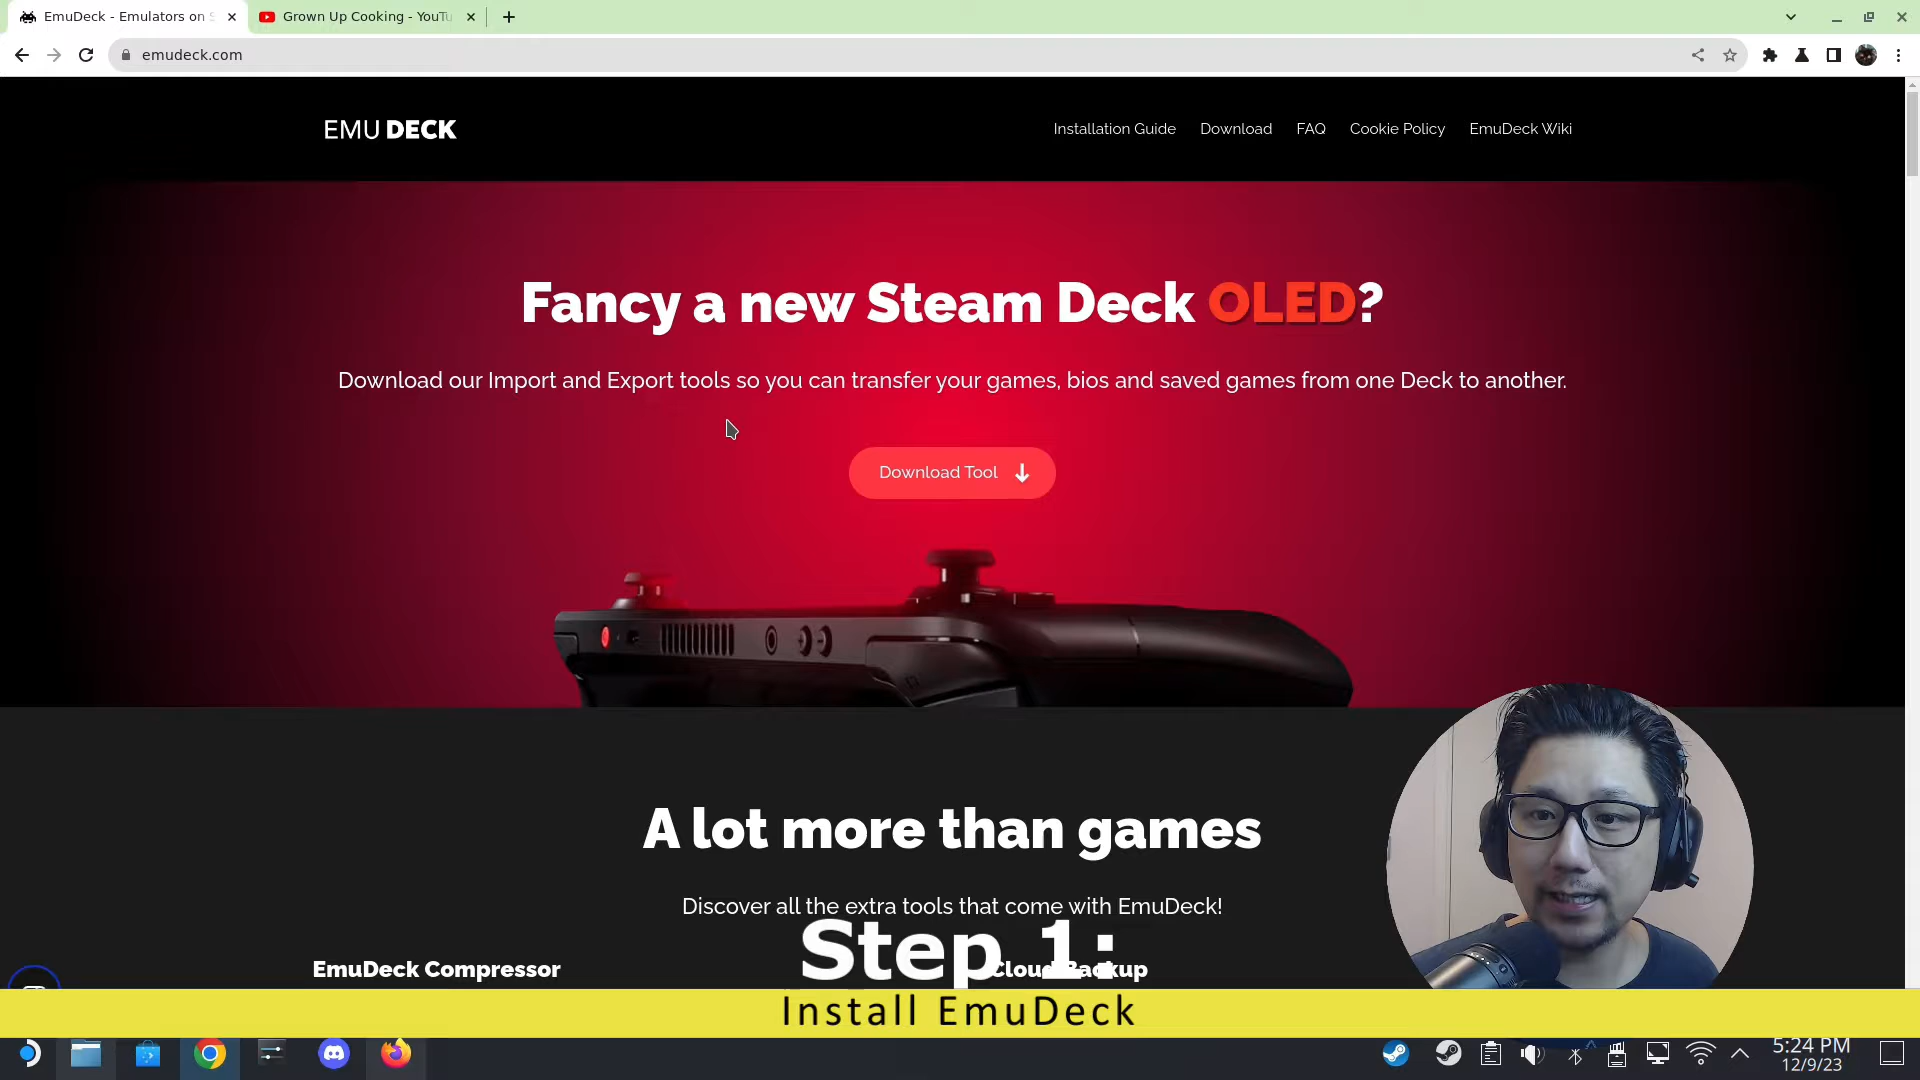 EmuDeck - Emulators on S
Grown Up Cooking - YouTu
emudeck.com
EMU DECK
Installation Guide
Download
FAQ
Cookie Policy
EmuDeck Wiki
Fancy a new Steam Deck OLED?
Download our Import and Export tools so you can transfer your games, bios and saved games from one Deck to another.
Download Tool
A lot more than games
Discover all the extra tools that come with EmuDeck!
EmuDeck Compressor
Cloud Backup
Step 1:
Install EmuDeck
5:24 PM
12/9/23